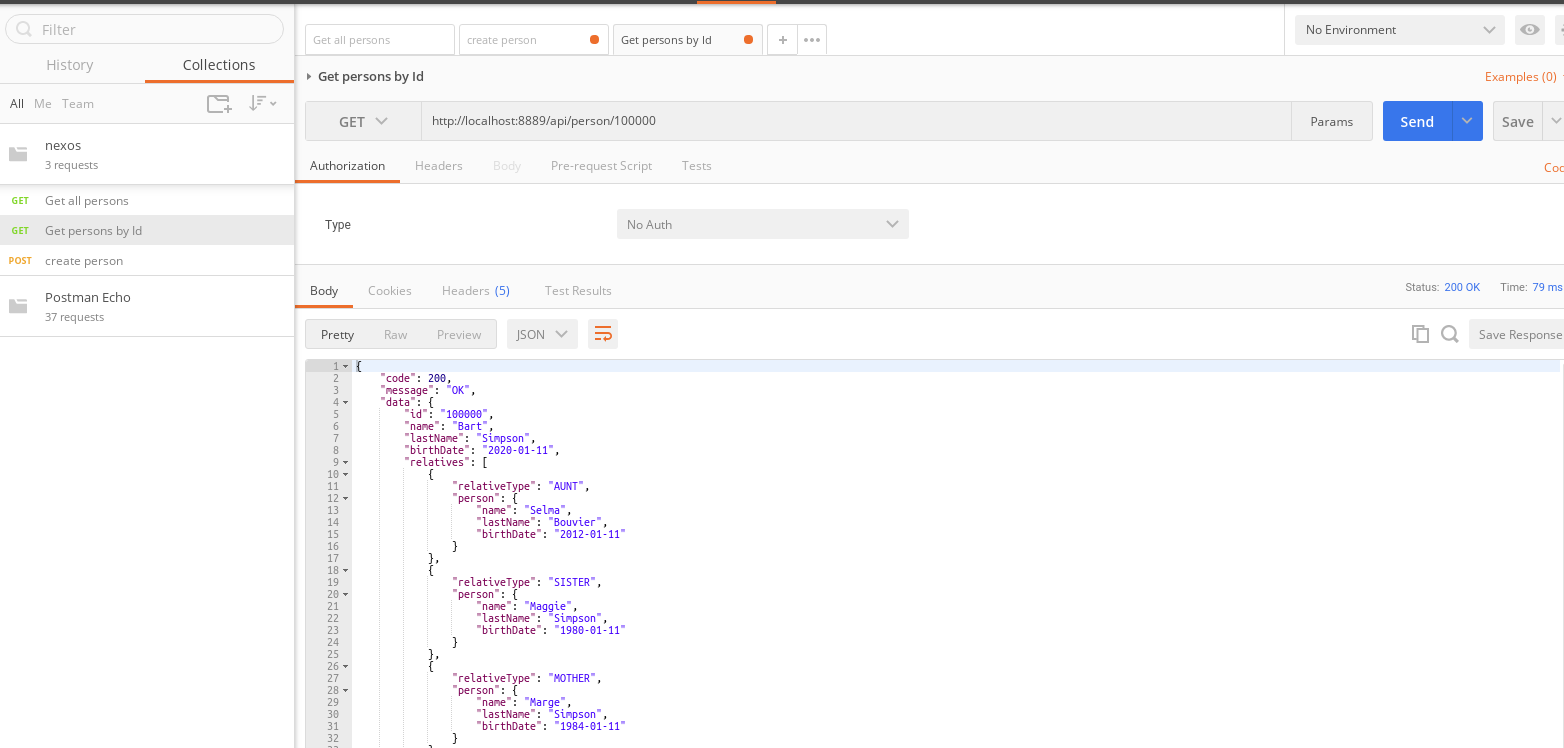 Filter
History Collections
All Me Team
nexos
3 requests
GET Get all persons
GET Get persons by Id
POST create person
Postman Echo
37 requests
Get all persons create person Get persons by Id + •••
No Environment
Get persons by Id
Examples (0)
GET http://localhost:8889/api/person/100000 Params Send Save
Authorization Headers Body Pre-request Script Tests
Type No Auth
Body Cookies Headers (5) Test Results Status: 200 OK Time: 79 ms
Pretty Raw Preview JSON Save Response
1 {
2 "code": 200,
3 "message": "OK",
4 "data": {
5 "id": "100000",
6 "name": "Bart",
7 "lastName": "Simpson",
8 "birthDate": "2020-01-11",
9 "relatives": [
10 {
11 "relativeType": "AUNT",
12 "person": {
13 "name": "Selma",
14 "lastName": "Bouvier",
15 "birthDate": "2012-01-11"
16 }
17 },
18 {
19 "relativeType": "SISTER",
20 "person": {
21 "name": "Maggie",
22 "lastName": "Simpson",
23 "birthDate": "1980-01-11"
24 }
25 },
26 {
27 "relativeType": "MOTHER",
28 "person": {
29 "name": "Marge",
30 "lastName": "Simpson",
31 "birthDate": "1984-01-11"
32 }